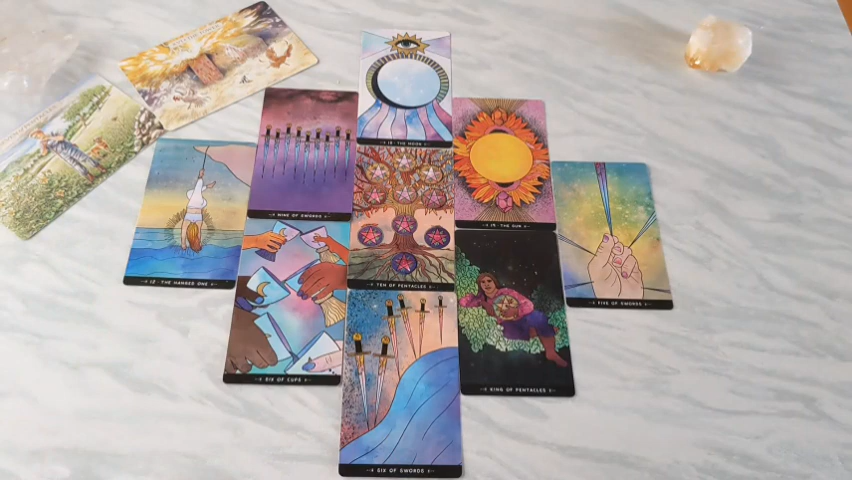 18 · THE MOON
NINE OF SWORDS
19 · THE SUN
12 · THE HANGED ONE
TEN OF PENTACLES
FIVE OF SWORDS
SIX OF CUPS
KING OF PENTACLES
SIX OF SWORDS